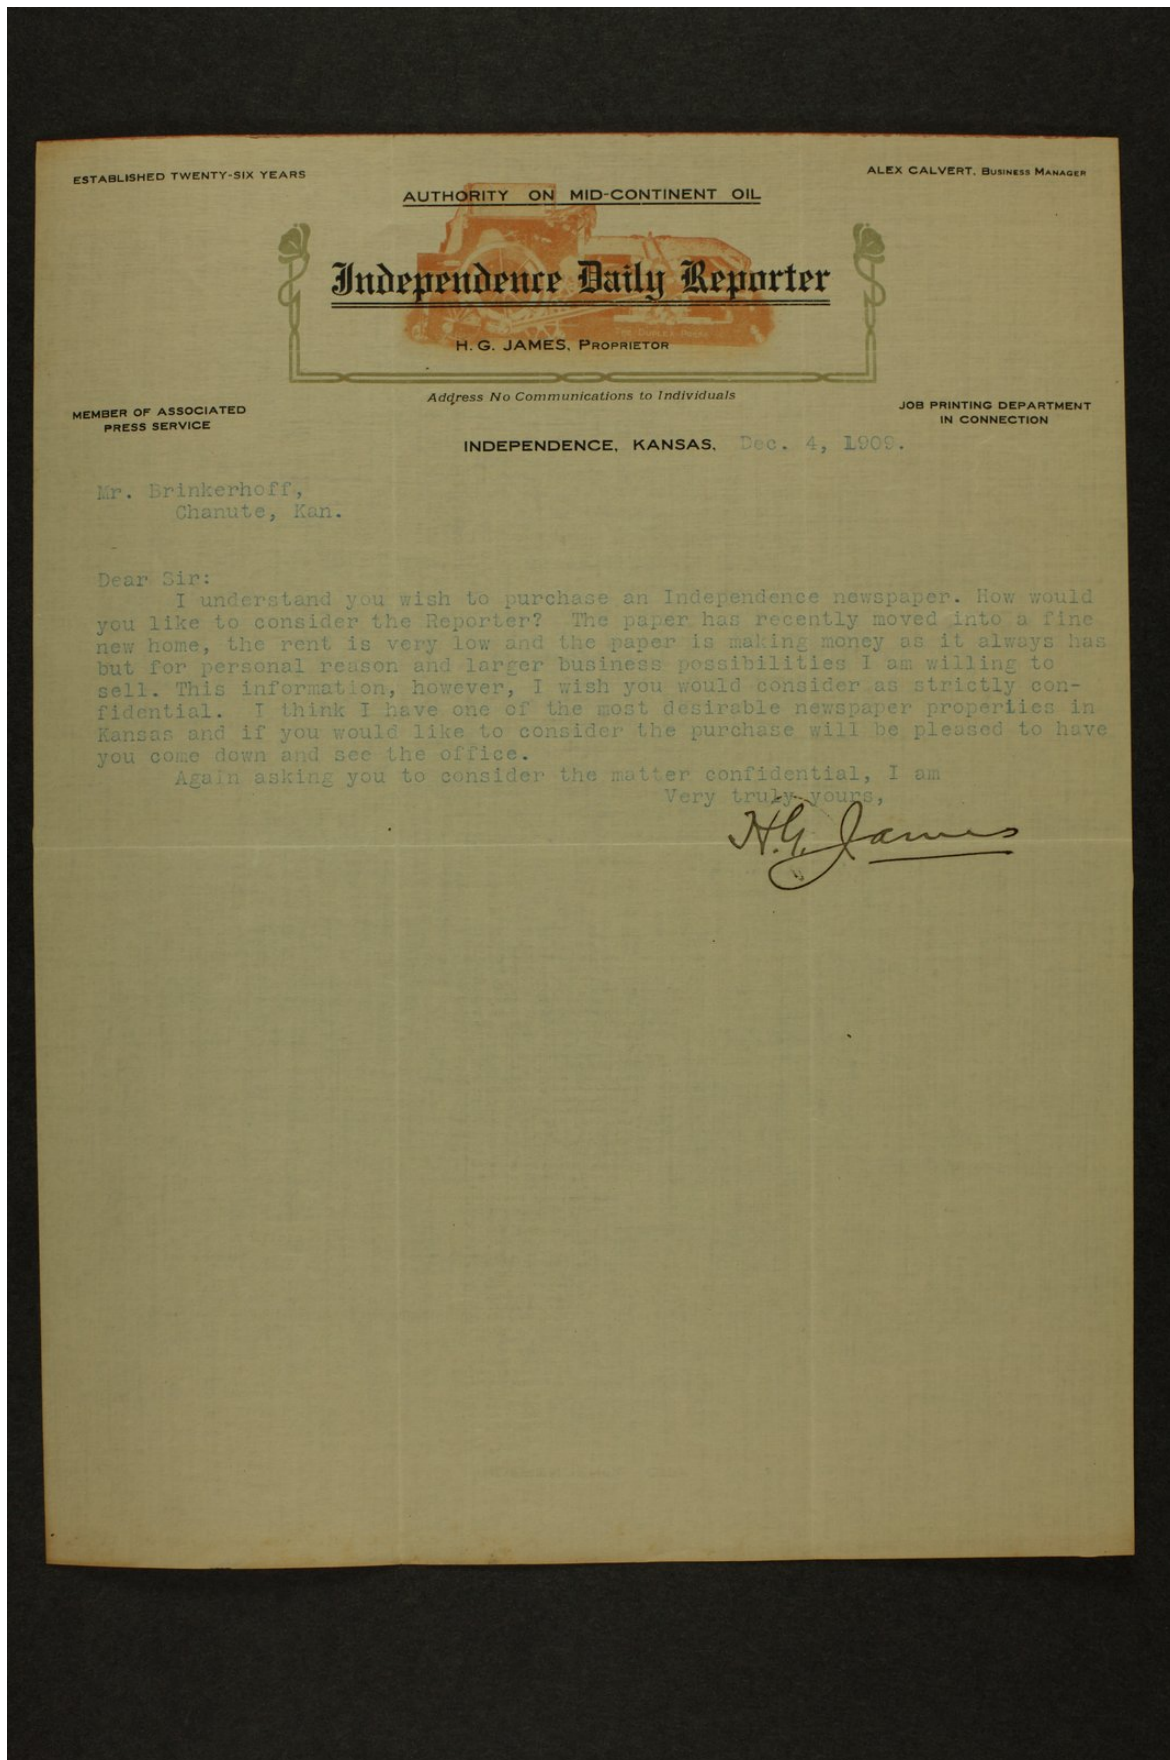 ESTABLISHED TWENTY-SIX YEARS
ALEX CALVERT, BUSINESS MANAGER
AUTHORITY ON MID-CONTINENT OIL
Independence Daily Reporter
H. G. JAMES, PROPRIETOR
Address No Communications to Individuals
MEMBER OF ASSOCIATED
PRESS SERVICE
JOB PRINTING DEPARTMENT
IN CONNECTION
INDEPENDENCE, KANSAS, Dec. 4, 1909.
Mr. Brinkerhoff,
Chanute, Kan.
Dear Sir:
I understand you wish to purchase an Independence newspaper. How would
you like to consider the Reporter? The paper has recently moved into a fine
new home, the rent is very low and the paper is making money as it always has
but for personal reason and larger business possibilities I am willing to
sell. This information, however, I wish you would consider as strictly con-
fidential. I think I have one of the most desirable newspaper properties in
Kansas and if you would like to consider the purchase will be pleased to have
you come down and see the office.
Again asking you to consider the matter confidential, I am
Very truly yours,
H. G. James